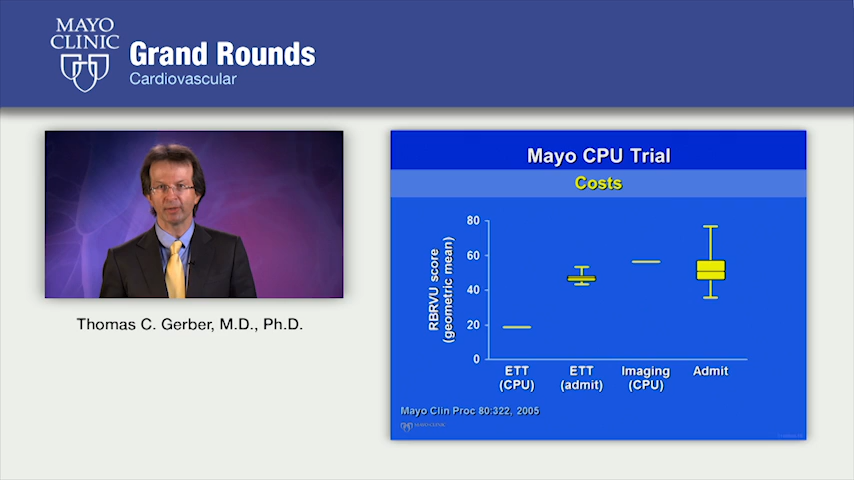 MAYO
CLINIC
Grand Rounds
Cardiovascular
Mayo CPU Trial
Costs
80
60
40
20
0
RBRVU score
(geometric mean)
ETT
(CPU)
ETT
(admit)
Imaging
(CPU)
Admit
Mayo Clin Proc 80:322, 2005
MAYO CLINIC
Thomas C. Gerber, M.D., Ph.D.